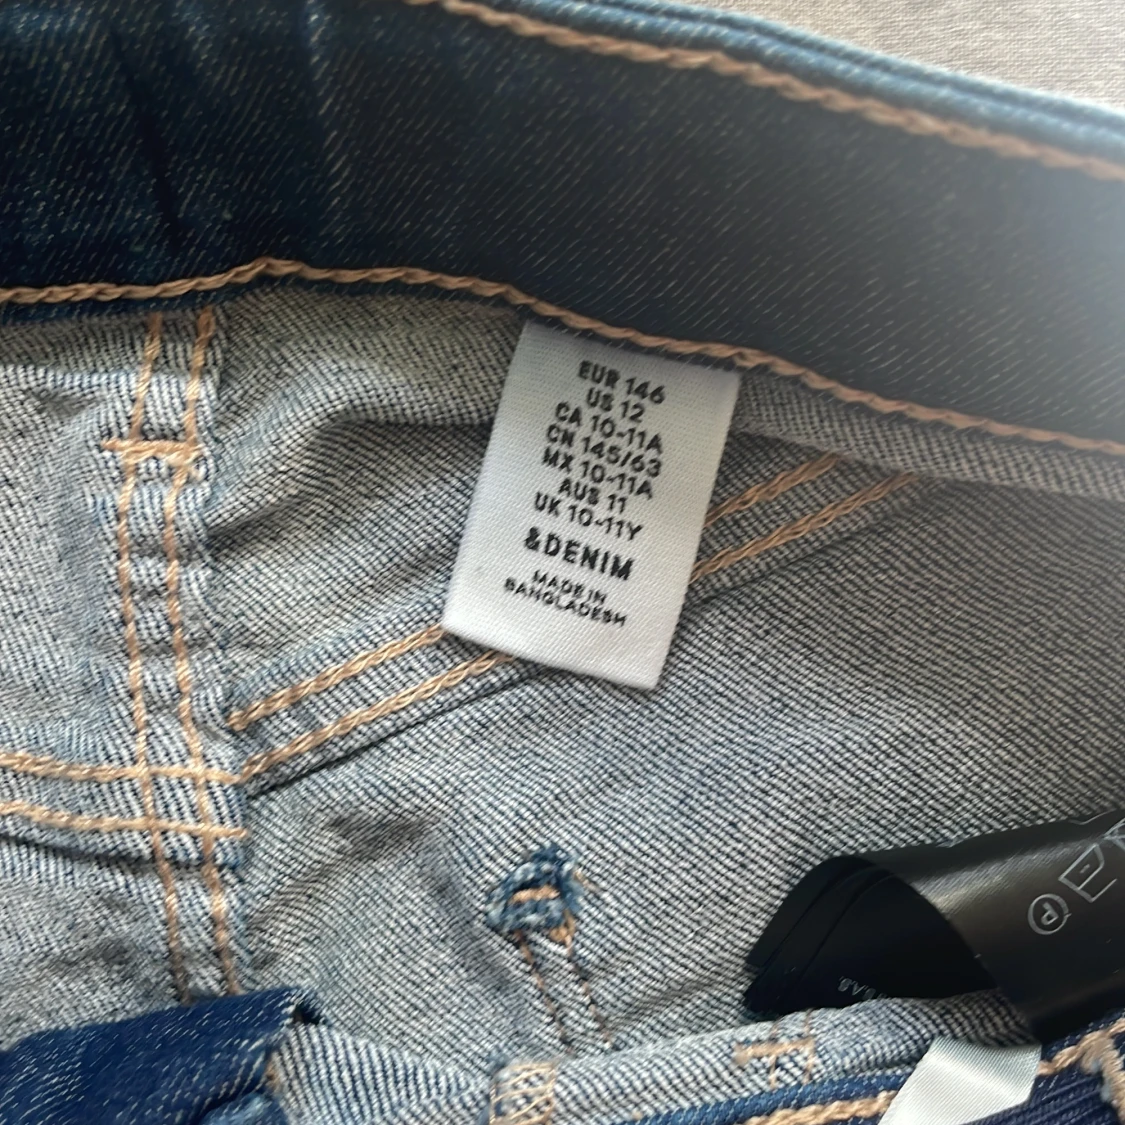 EUR 146
US 12
CA 10-11A
CN 145/63
MX 10-11A
AUS 11
UK 10-11Y
&DENIM
MADE IN
BANGLADESH
P